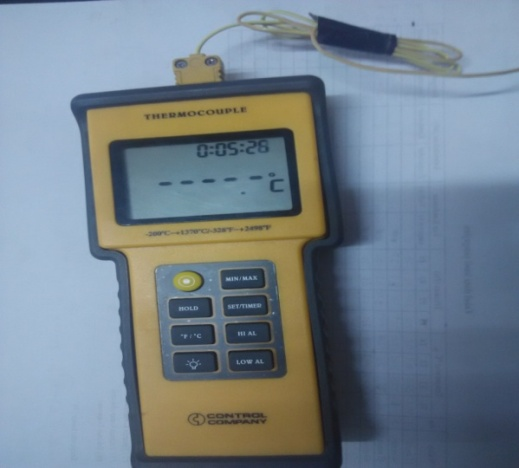 THERMOCOUPLE
0:05:28
- - - - - °C
-200°C~+1370°C/-328°F~+2498°F
MIN/MAX
HOLD
SET/TIMER
°F / °C
HI AL
LOW AL
CONTROL
COMPANY